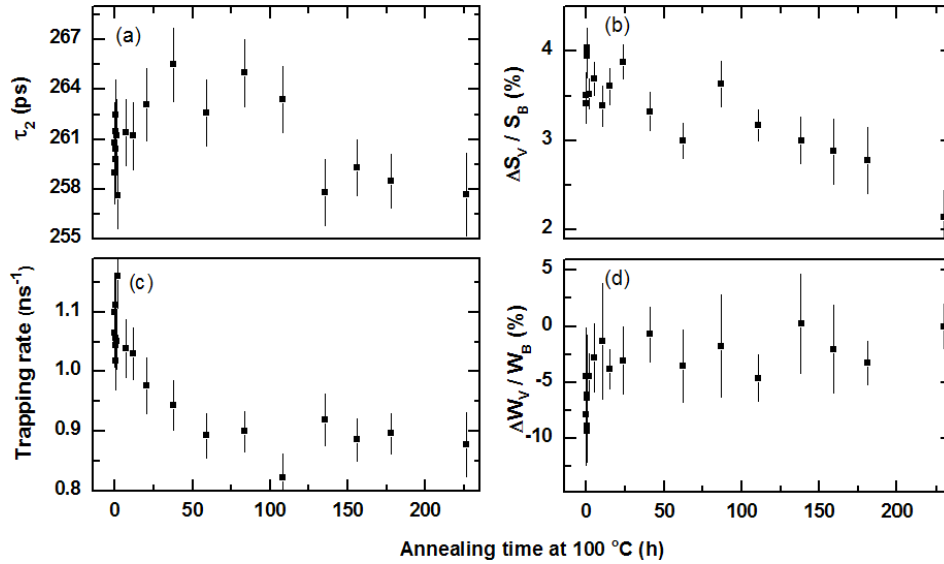 (a)
267
264
261
258
255
τ2 (ps)
(b)
4
3
2
ΔSV / SB (%)
(c)
1.1
1.0
0.9
0.8
Trapping rate (ns-1)
0 50 100 150 200
(d)
5
0
-5
-10
ΔWV / WB (%)
0 50 100 150 200
Annealing time at 100 °C (h)